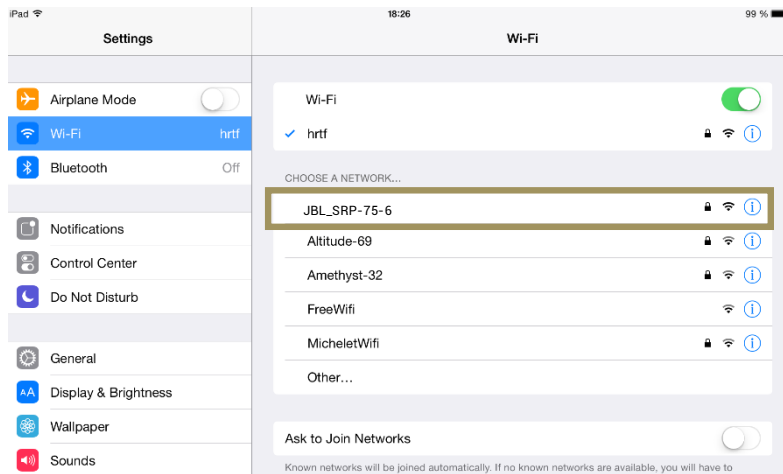 iPad 18:26 99 %
Settings
Wi-Fi
Airplane Mode
Wi-Fi hrtf
Bluetooth Off
Notifications
Control Center
Do Not Disturb
General
AA Display & Brightness
Wallpaper
Sounds
Wi-Fi
hrtf
CHOOSE A NETWORK...
JBL_SRP-75-6
Altitude-69
Amethyst-32
FreeWifi
MicheletWifi
Other...
Ask to Join Networks
Known networks will be joined automatically. If no known networks are available, you will have to